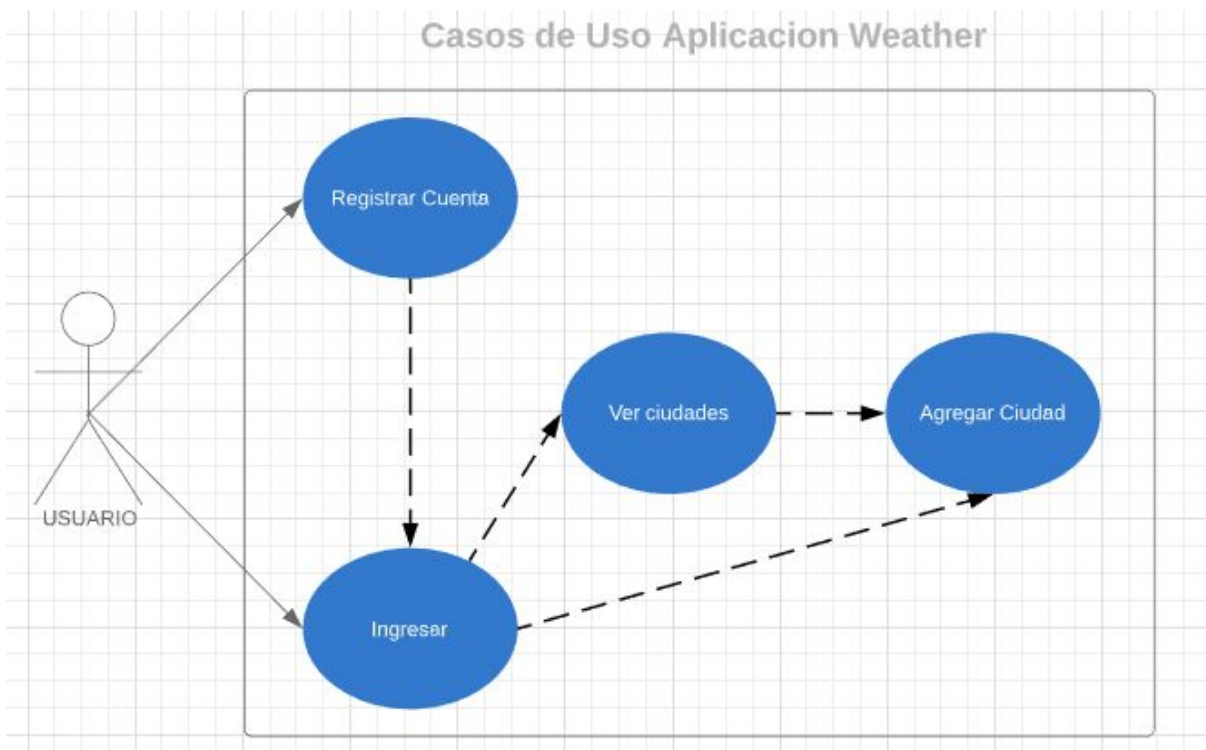 Casos de Uso Aplicacion Weather
Registrar Cuenta
Ver ciudades
Agregar Ciudad
USUARIO
Ingresar